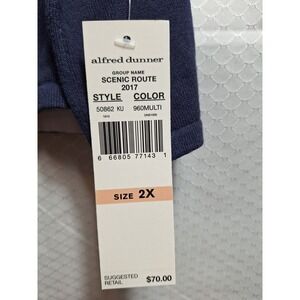 alfred dunner
GROUP NAME
SCENIC ROUTE
2017
STYLE COLOR
50862 KU 960MULTI
6 66805 77143 1
SIZE 2X
SUGGESTED
RETAIL $70.00